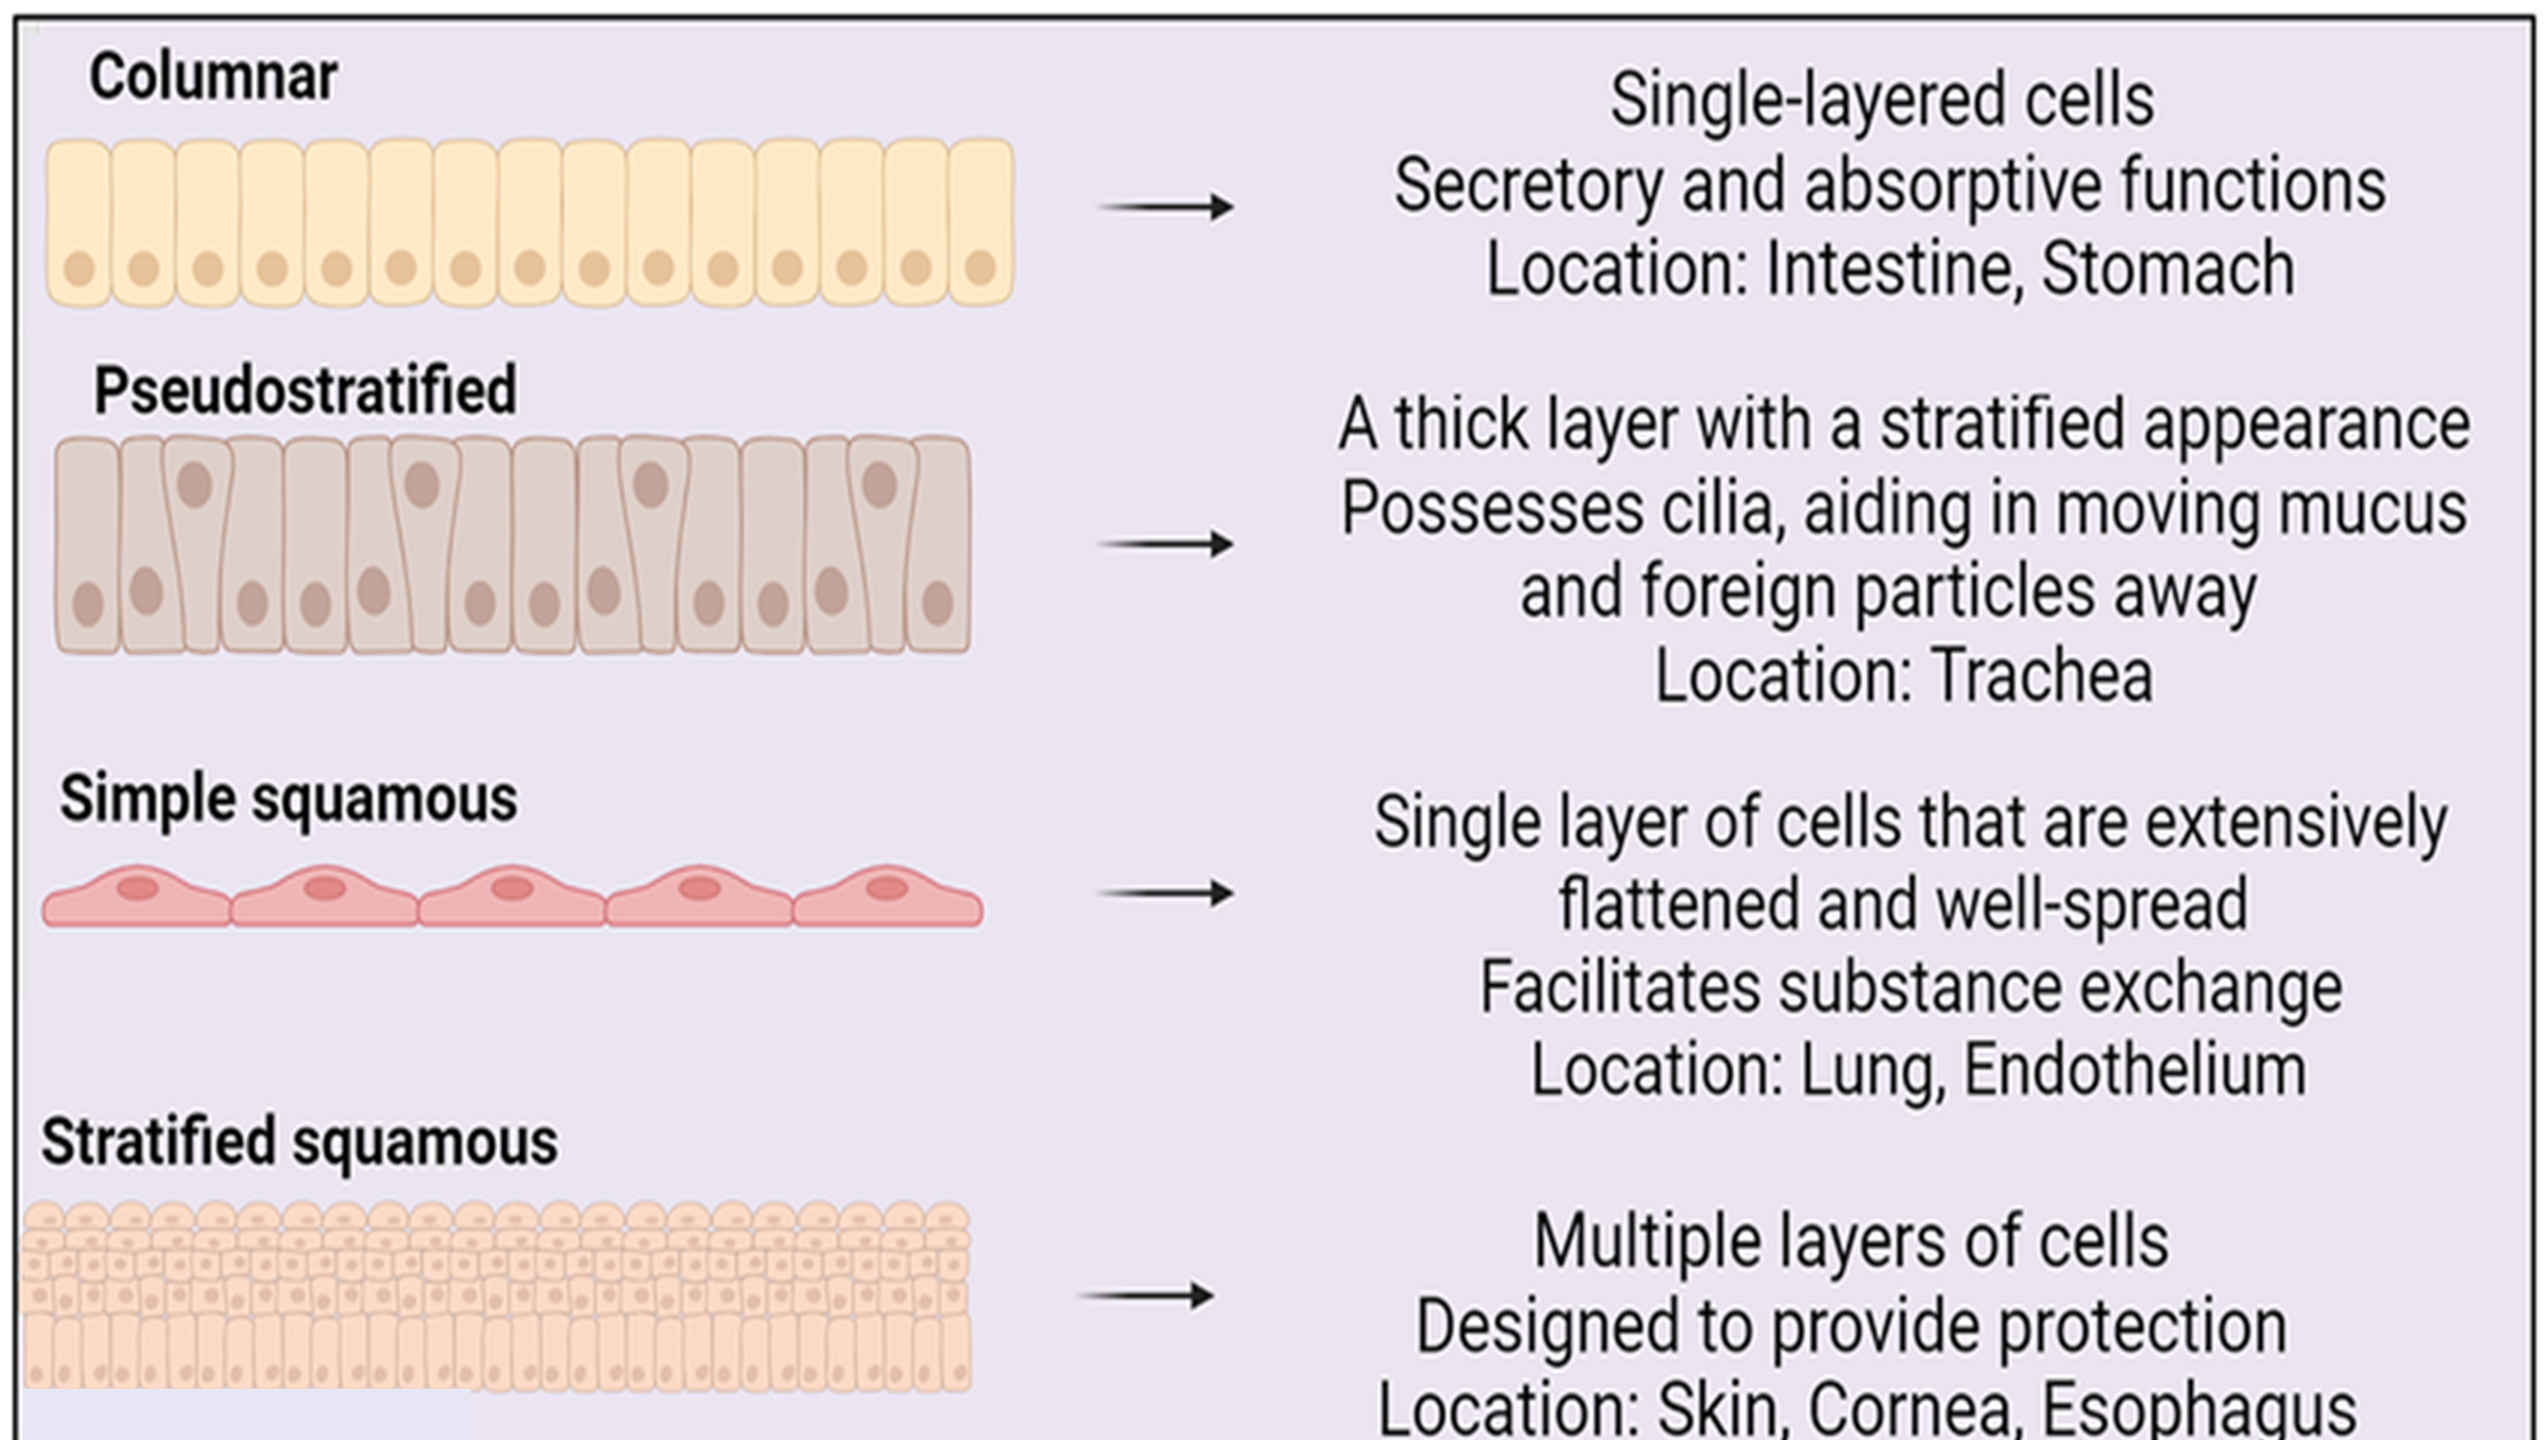 Columnar
Single-layered cells
Secretory and absorptive functions
Location: Intestine, Stomach
Pseudostratified
A thick layer with a stratified appearance
Possesses cilia, aiding in moving mucus
and foreign particles away
Location: Trachea
Simple squamous
Single layer of cells that are extensively
flattened and well-spread
Facilitates substance exchange
Location: Lung, Endothelium
Stratified squamous
Multiple layers of cells
Designed to provide protection
Location: Skin, Cornea, Esophagus